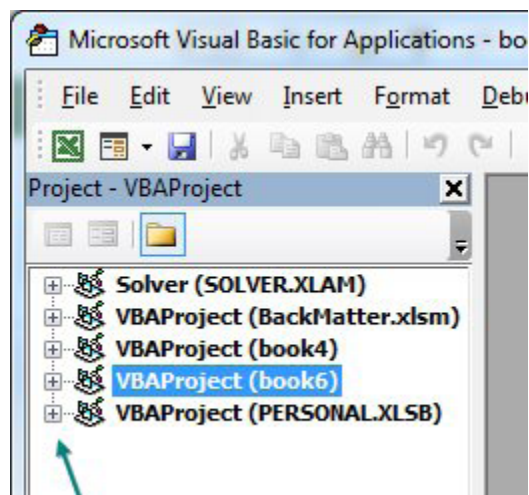 Microsoft Visual Basic for Applications - bo
File Edit View Insert Format Debu
Project - VBAProject
Solver (SOLVER.XLAM)
VBAProject (BackMatter.xlsm)
VBAProject (book4)
VBAProject (book6)
VBAProject (PERSONAL.XLSB)